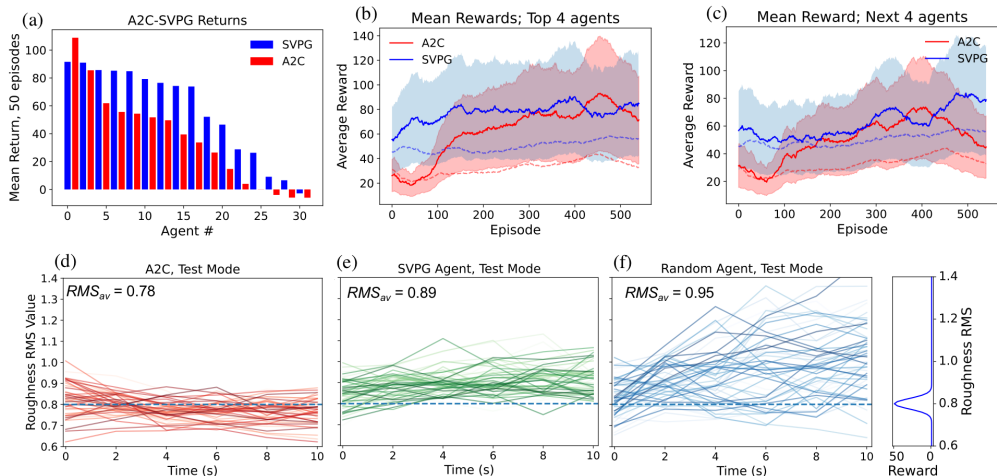 (a)
A2C-SVPG Returns
SVPG
A2C
Mean Return, 50 episodes
100
80
60
40
20
0
0 5 10 15 20 25 30
Agent #
(b)
Mean Rewards; Top 4 agents
A2C
SVPG
Average Reward
140
120
100
80
60
40
20
0 100 200 300 400 500
Episode
(c)
Mean Reward; Next 4 agents
A2C
SVPG
Average Reward
120
100
80
60
40
20
0 100 200 300 400 500
Episode
(d)
A2C, Test Mode
RMSav = 0.78
Roughness RMS Value
1.4
1.3
1.2
1.1
1.0
0.9
0.8
0.7
0.6
0 2 4 6 8 10
Time (s)
(e)
SVPG Agent, Test Mode
RMSav = 0.89
0 2 4 6 8 10
Time (s)
(f)
Random Agent, Test Mode
RMSav = 0.95
0 2 4 6 8 10
Time (s)
1.4
1.2
1.0
0.8
0.6
Roughness RMS
50 0
Reward